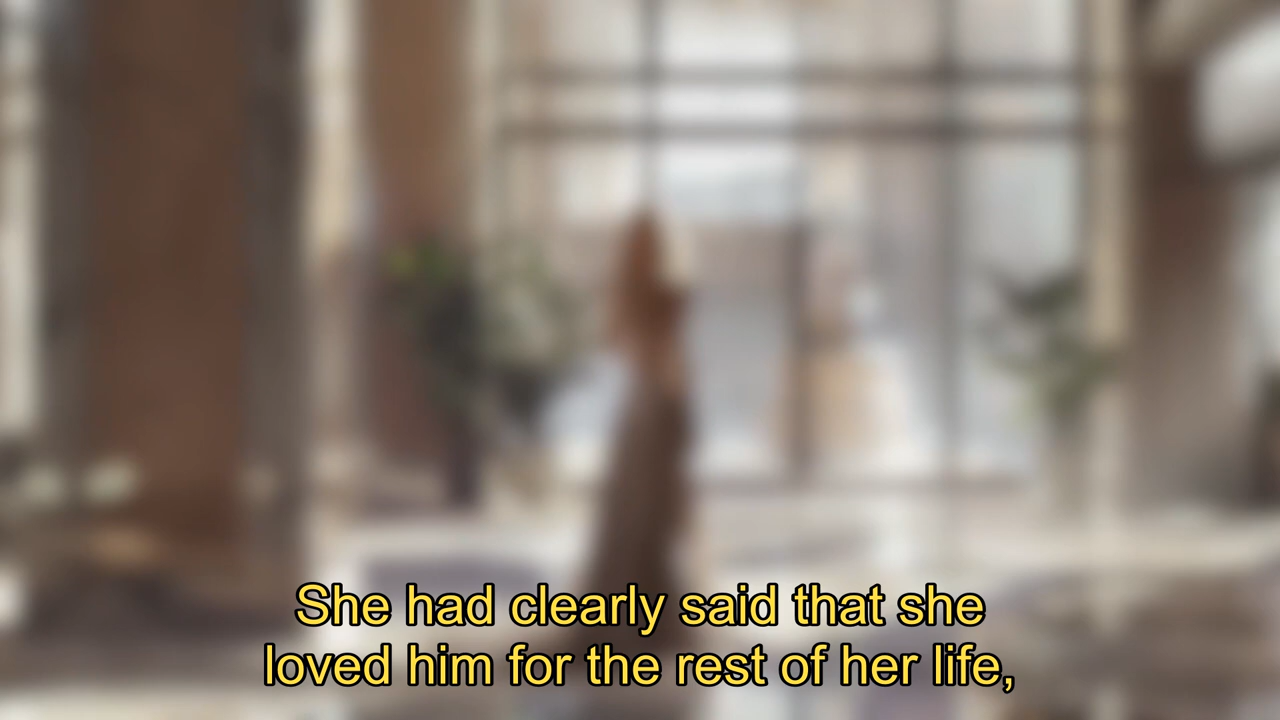 She had clearly said that she
loved him for the rest of her life,